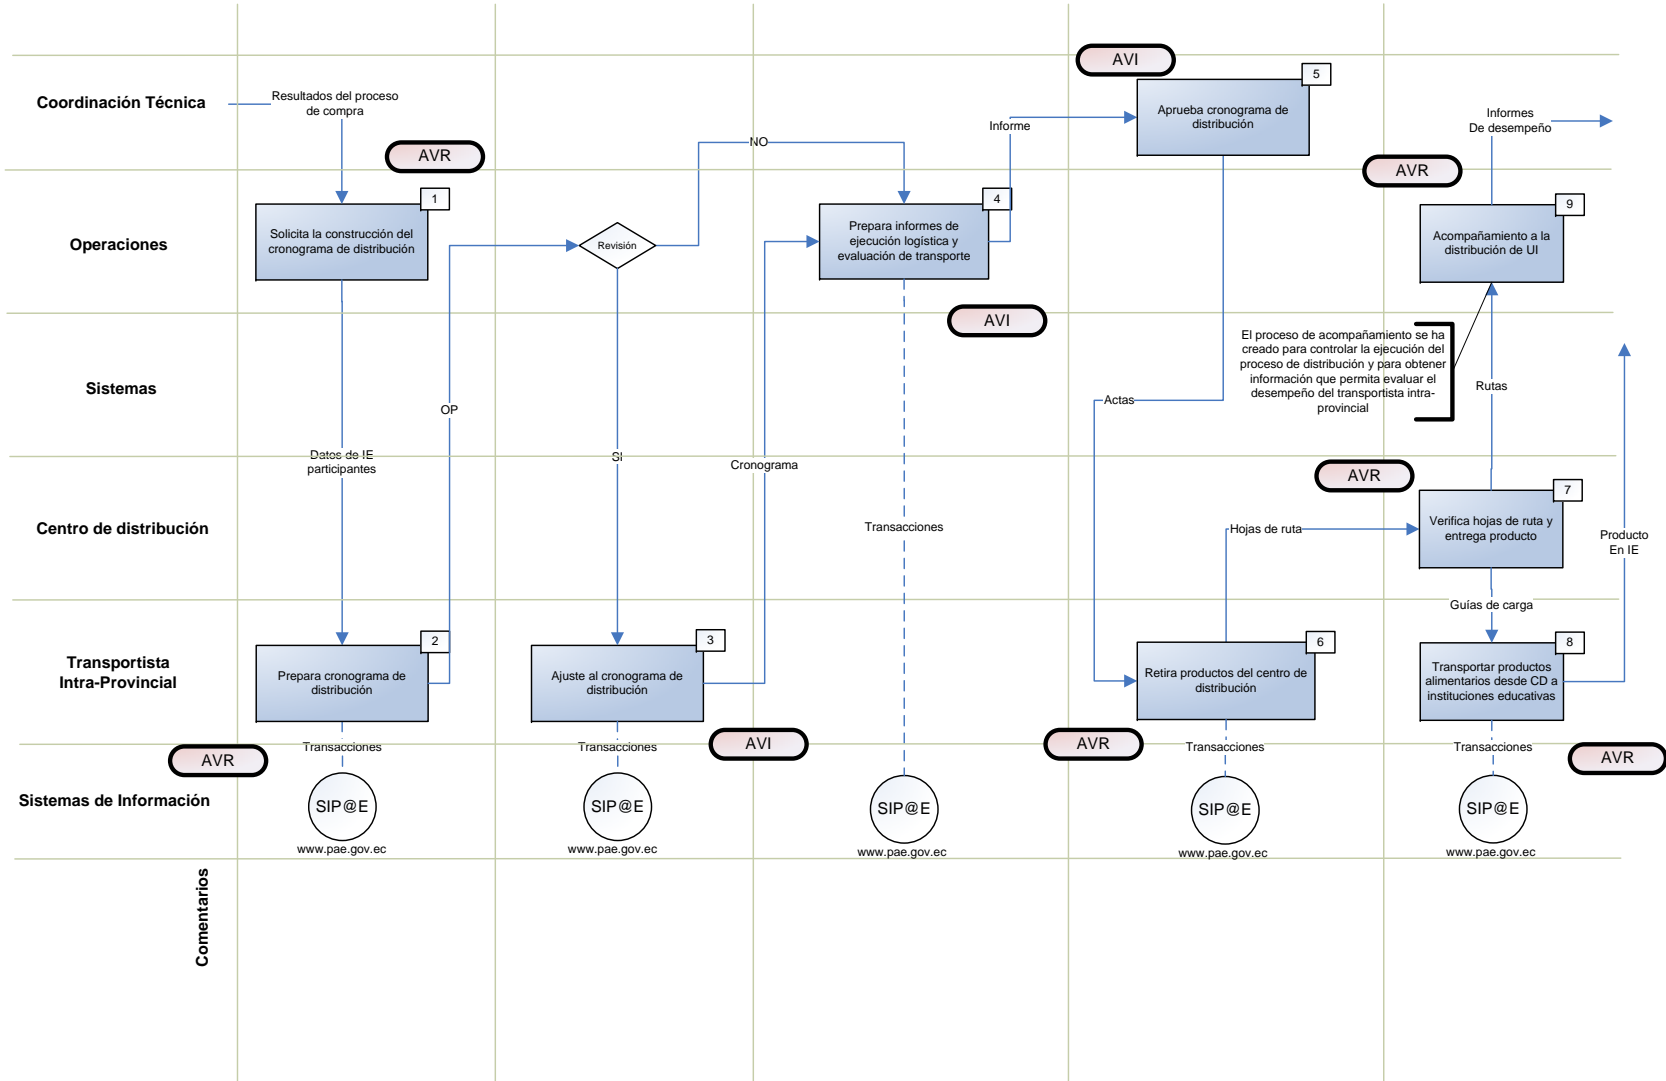 AVI
5
Coordinación Técnica
Resultados del proceso
de compra
Aprueba cronograma de
distribución
Informe
Informes
De desempeño
NO
AVR
AVR
1
4
9
Operaciones
Solicita la construcción del
cronograma de distribución
Revisión
Prepara informes de
ejecución logística y
evaluación de transporte
Acompañamiento a la
distribución de UI
AVI
El proceso de acompañamiento se ha
creado para controlar la ejecución del
proceso de distribución y para obtener
información que permita evaluar el
desempeño del transportista intra-
provincial
Sistemas
Rutas
Actas
OP
Datos de IE
participantes
SI
Cronograma
AVR
7
Centro de distribución
Transacciones
Hojas de ruta
Verifica hojas de ruta y
entrega producto
Producto
En IE
Guías de carga
2
3
6
8
Transportista
Intra-Provincial
Prepara cronograma de
distribución
Ajuste al cronograma de
distribución
Retira productos del centro de
distribución
Transportar productos
alimentarios desde CD a
instituciones educativas
AVR
Transacciones
Transacciones
AVI
AVR
Transacciones
Transacciones
AVR
Sistemas de Información
SIP@E
www.pae.gov.ec
SIP@E
www.pae.gov.ec
SIP@E
www.pae.gov.ec
SIP@E
www.pae.gov.ec
SIP@E
www.pae.gov.ec
Comentarios